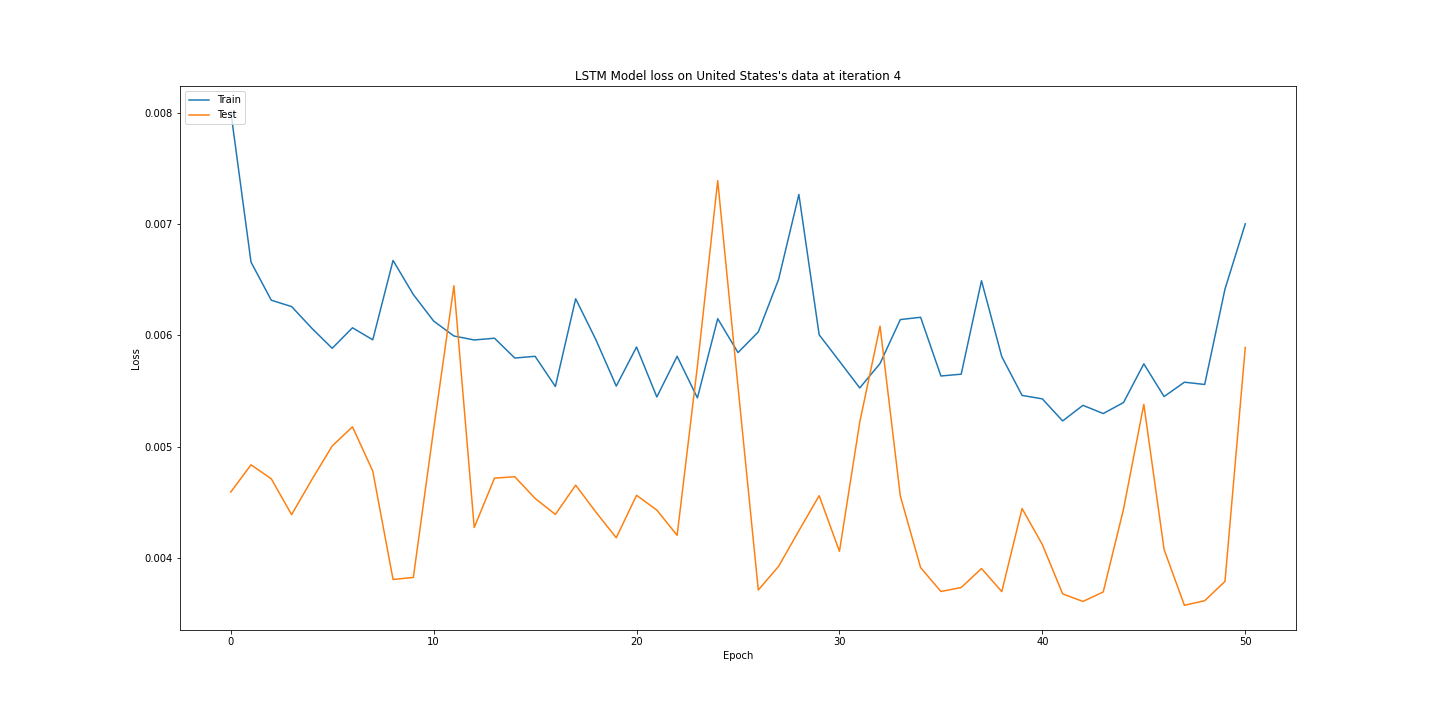 LSTM Model loss on United States's data at iteration 4
Train
Test
0.008
0.007
0.006
0.005
0.004
Loss
0 10 20 30 40 50
Epoch